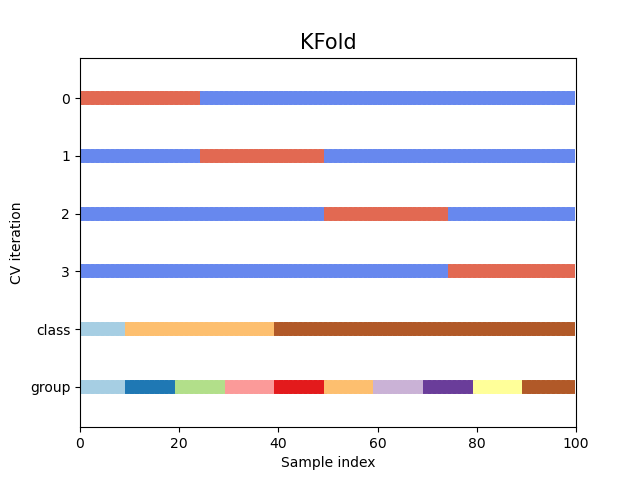 KFold
0
1
2
3
class
group
CV iteration
0 20 40 60 80 100
Sample index